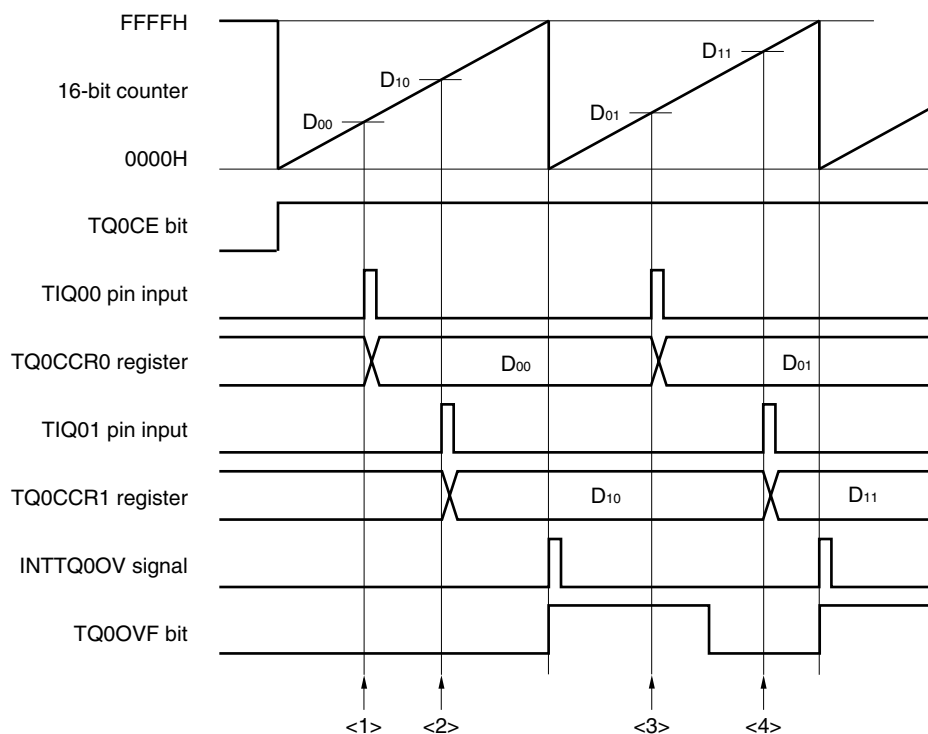 FFFFH
D11
D10
16-bit counter
D01
D00
0000H
TQ0CE bit
TIQ00 pin input
TQ0CCR0 register
D00
D01
TIQ01 pin input
TQ0CCR1 register
D10
D11
INTTQ0OV signal
TQ0OVF bit
<1>
<2>
<3>
<4>